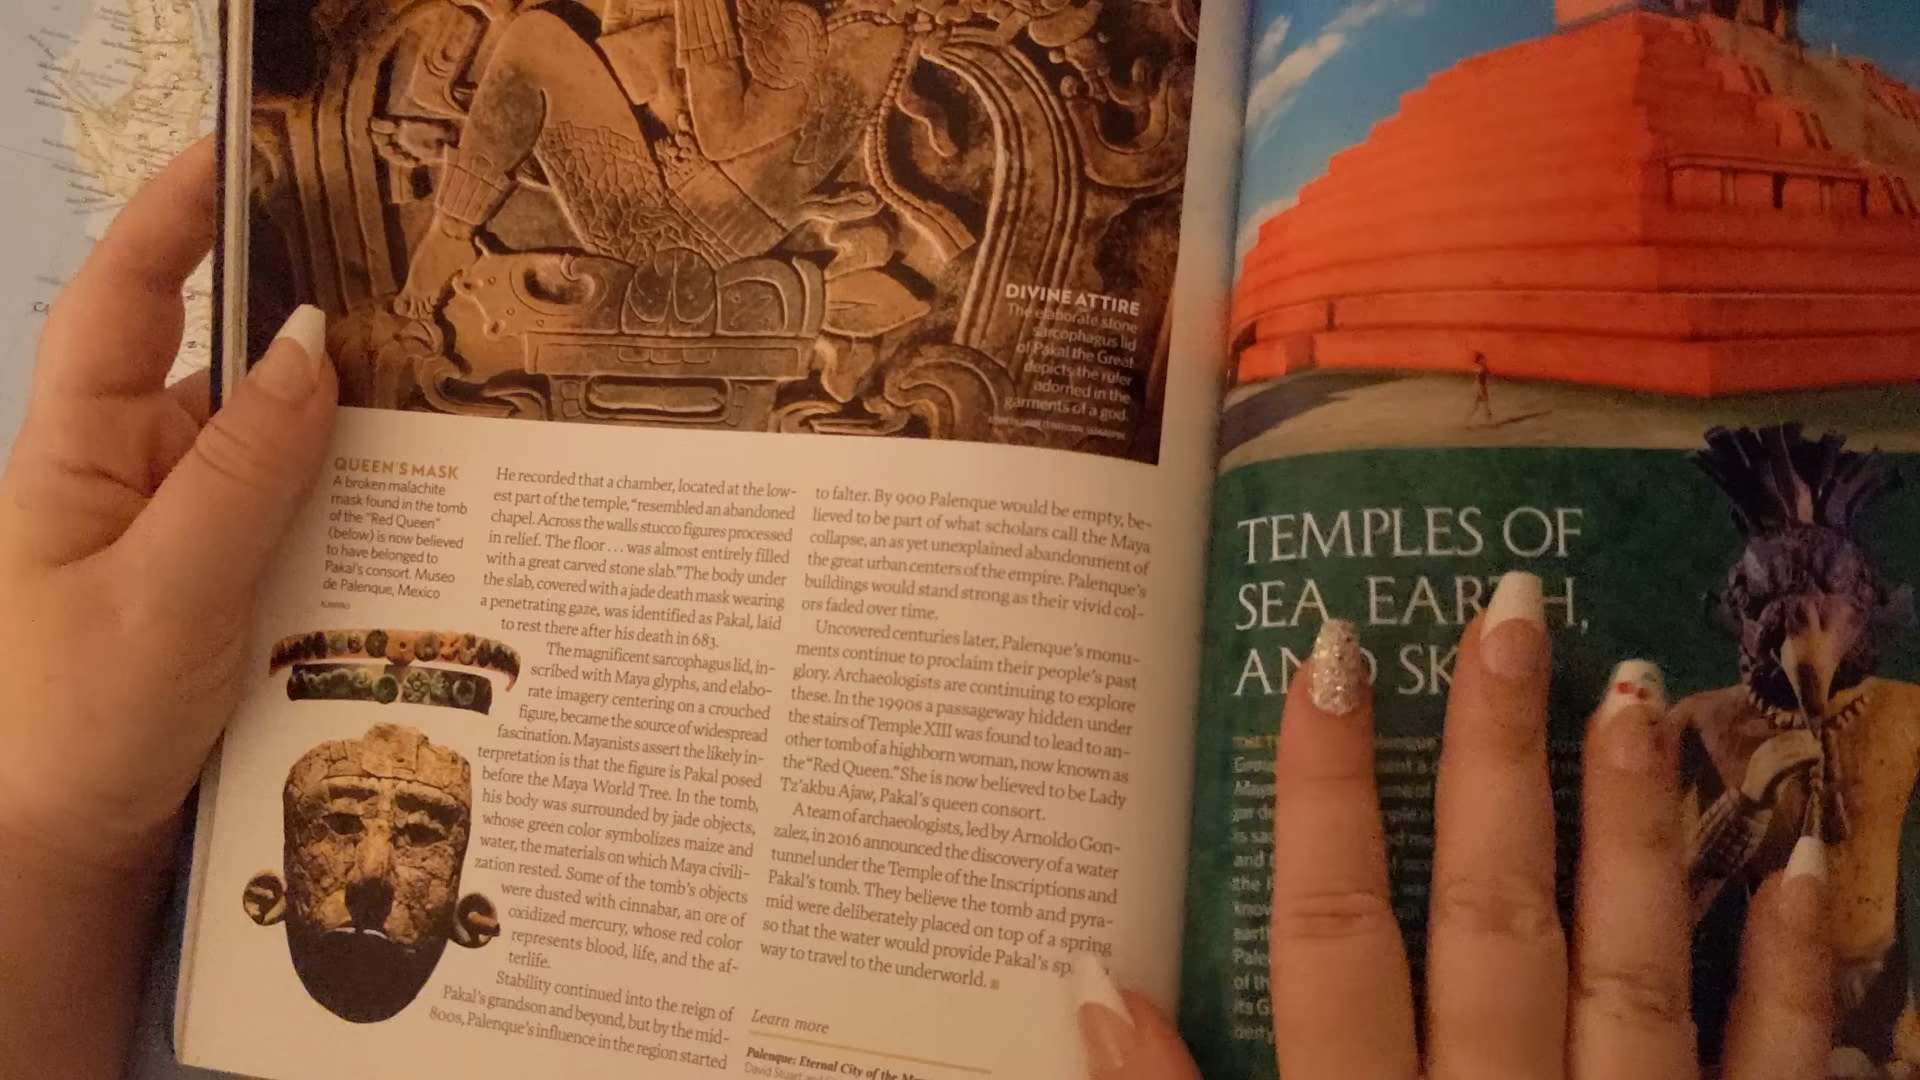 DIVINE ATTIRE
The elaborate stone
sarcophagus lid
of Pakal the Great
depicts the ruler
adorned in the
garments of a god.
QUEEN'S MASK
A broken malachite
mask found in the tomb
of the "Red Queen"
(below) is now believed
to have belonged to
Pakal's consort. Museo
de Palenque, Mexico
He recorded that a chamber, located at the low-
est part of the temple, "resembled an abandoned
chapel. Across the walls stucco figures processed
in relief. The floor ... was almost entirely filled
with a great carved stone slab." The body under
the slab, covered with a jade death mask wearing
a penetrating gaze, was identified as Pakal, laid
to rest there after his death in 683.
The magnificent sarcophagus lid, in-
scribed with Maya glyphs, and elabo-
rate imagery centering on a crouched
figure, became the source of widespread
fascination. Mayanists assert the likely in-
terpretation is that the figure is Pakal posed
before the Maya World Tree. In the tomb,
his body was surrounded by jade objects,
whose green color symbolizes maize and
water, the materials on which Maya civili-
zation rested. Some of the tomb's objects
were dusted with cinnabar, an ore of
oxidized mercury, whose red color
represents blood, life, and the af-
terlife.
Stability continued into the reign of
Pakal's grandson and beyond, but by the mid-
800s, Palenque's influence in the region started
to falter. By 900 Palenque would be empty, be-
lieved to be part of what scholars call the Maya
collapse, an as yet unexplained abandonment of
the great urban centers of the empire. Palenque's
buildings would stand strong as their vivid col-
ors faded over time.
Uncovered centuries later, Palenque's monu-
ments continue to proclaim their people's past
glory. Archaeologists are continuing to explore
these. In the 1990s a passageway hidden under
the stairs of Temple XIII was found to lead to an-
other tomb of a highborn woman, now known as
the "Red Queen." She is now believed to be Lady
Tz'akbu Ajaw, Pakal's queen consort.
A team of archaeologists, led by Arnoldo Gon-
zalez, in 2016 announced the discovery of a water
tunnel under the Temple of the Inscriptions and
Pakal's tomb. They believe the tomb and pyra-
mid were deliberately placed on top of a spring
so that the water would provide Pakal's sp
way to travel to the underworld.
Learn more
Palenque: Eternal City of the
David Stuart and
TEMPLES OF
SEA, EARTH,
AND SK